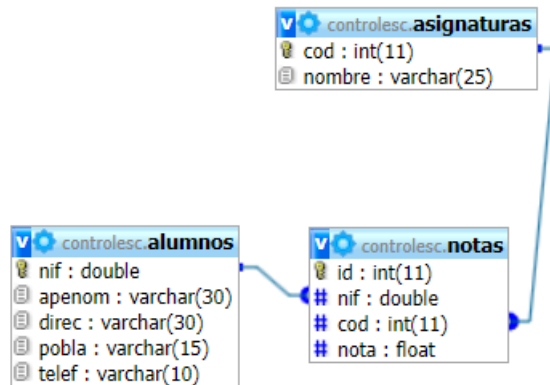 controlesc.asignaturas
cod : int(11)
nombre : varchar(25)
controlesc.alumnos
nif : double
apenom : varchar(30)
direc : varchar(30)
pobla : varchar(15)
telef : varchar(10)
controlesc.notas
id : int(11)
# nif : double
# cod : int(11)
# nota : float